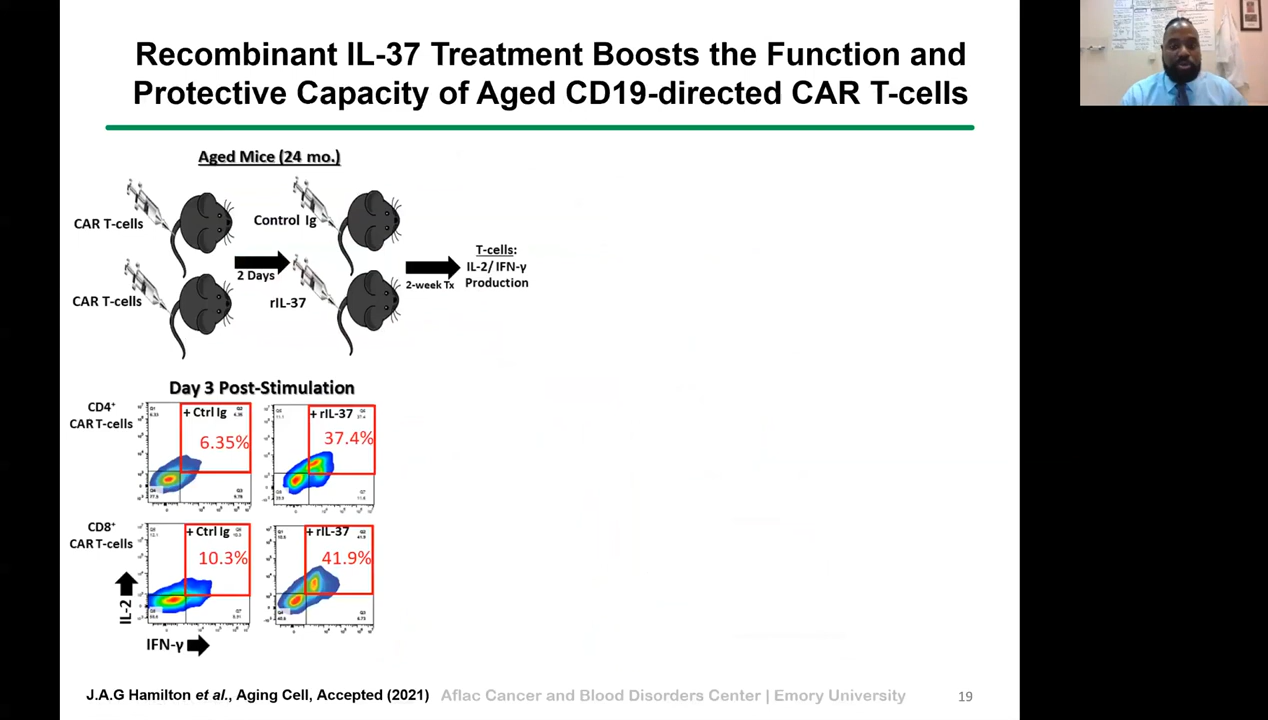 Recombinant IL-37 Treatment Boosts the Function and
Protective Capacity of Aged CD19-directed CAR T-cells
Aged Mice (24 mo.)
CAR T-cells
Control Ig
2 Days
T-cells:
IL-2/ IFN-γ
Production
2-week Tx
CAR T-cells
rIL-37
Day 3 Post-Stimulation
CD4+
CAR T-cells
+ Ctrl Ig
6.35%
+ rIL-37
37.4%
CD8+
CAR T-cells
+ Ctrl Ig
10.3%
+ rIL-37
41.9%
IL-2
IFN-γ
J.A.G Hamilton et al., Aging Cell, Accepted (2021)
Aflac Cancer and Blood Disorders Center | Emory University
19